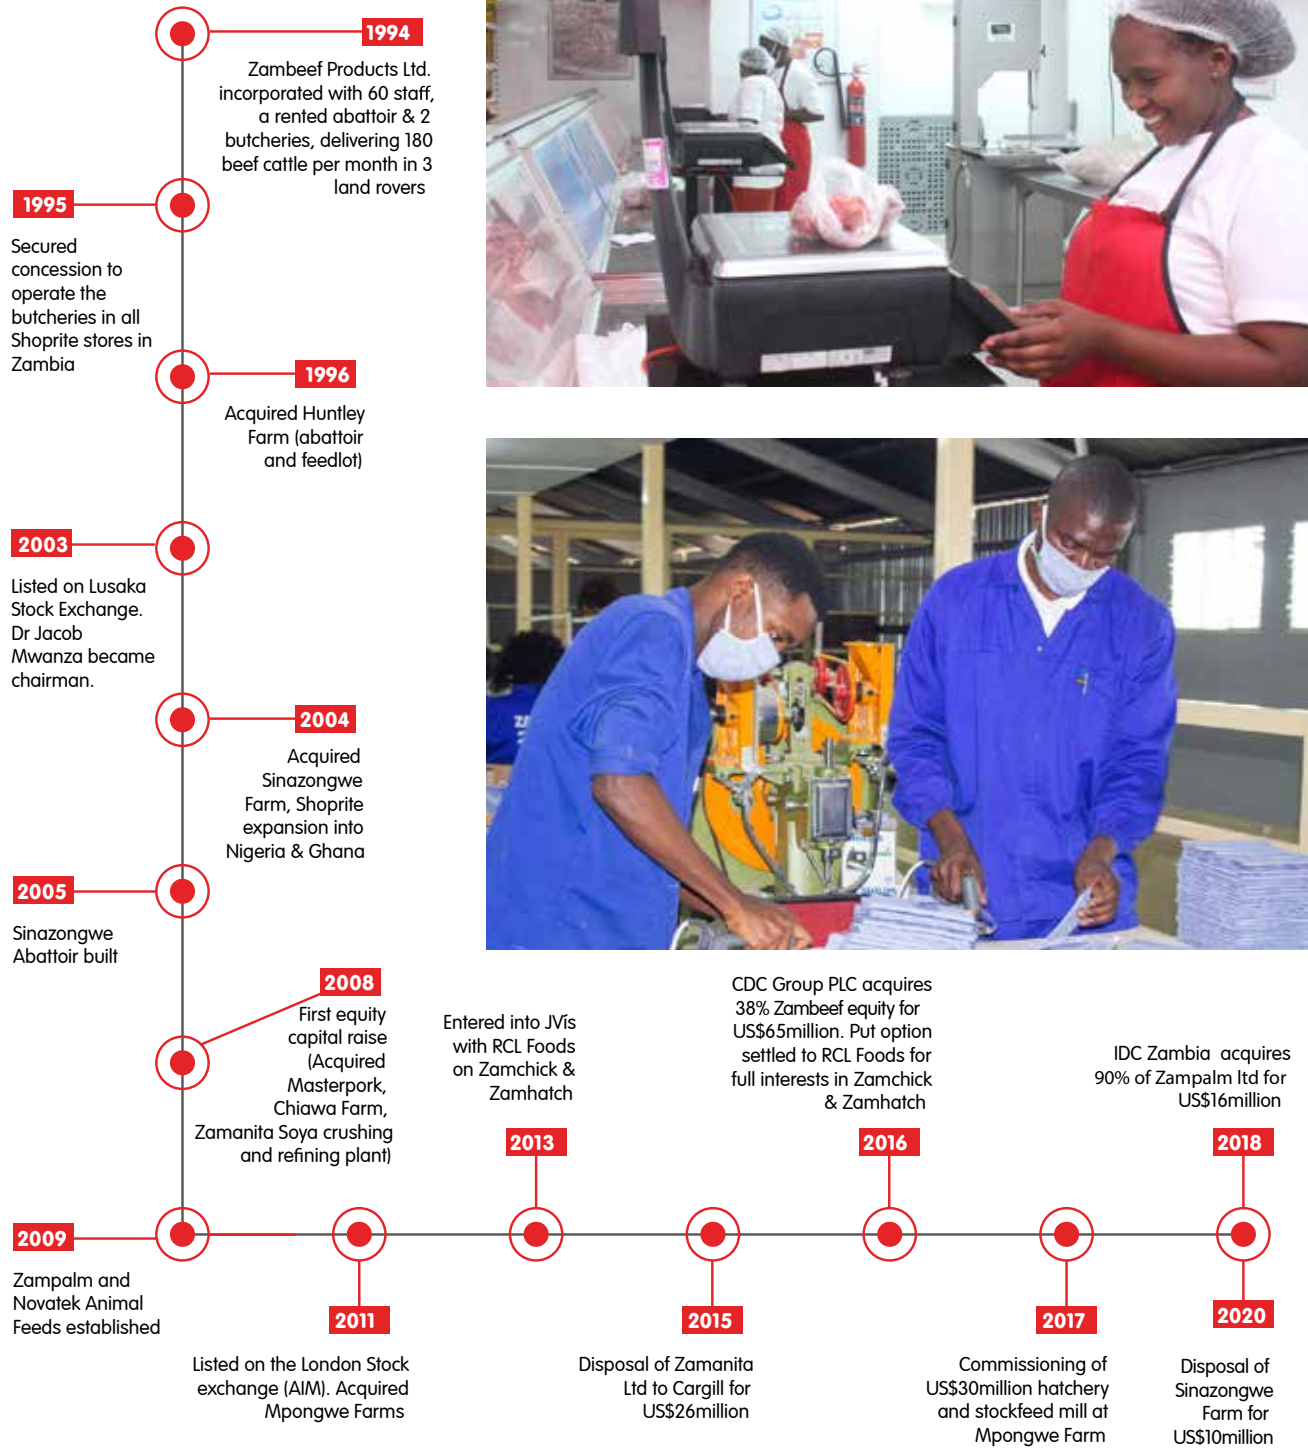 1994
Zambeef Products Ltd.
incorporated with 60 staff,
a rented abattoir & 2
butcheries, delivering 180
beef cattle per month in 3
land rovers
1995
Secured
concession to
operate the
butcheries in all
Shoprite stores in
Zambia
1996
Acquired Huntley
Farm (abattoir
and feedlot)
2003
Listed on Lusaka
Stock Exchange.
Dr Jacob
Mwanza became
chairman.
2004
Acquired
Sinazongwe
Farm, Shoprite
expansion into
Nigeria & Ghana
2005
Sinazongwe
Abattoir built
2008
First equity
capital raise
(Acquired
Masterpork,
Chiawa Farm,
Zamanita Soya crushing
and refining plant)
2009
Zampalm and
Novatek Animal
Feeds established
2011
Listed on the London Stock
exchange (AIM). Acquired
Mpongwe Farms
Entered into JVís
with RCL Foods
on Zamchick &
Zamhatch
2013
2015
Disposal of Zamanita
Ltd to Cargill for
US$26million
CDC Group PLC acquires
38% Zambeef equity for
US$65million. Put option
settled to RCL Foods for
full interests in Zamchick
& Zamhatch
2016
2017
Commissioning of
US$30million hatchery
and stockfeed mill at
Mpongwe Farm
IDC Zambia acquires
90% of Zampalm ltd for
US$16million
2018
2020
Disposal of
Sinazongwe
Farm for
US$10million